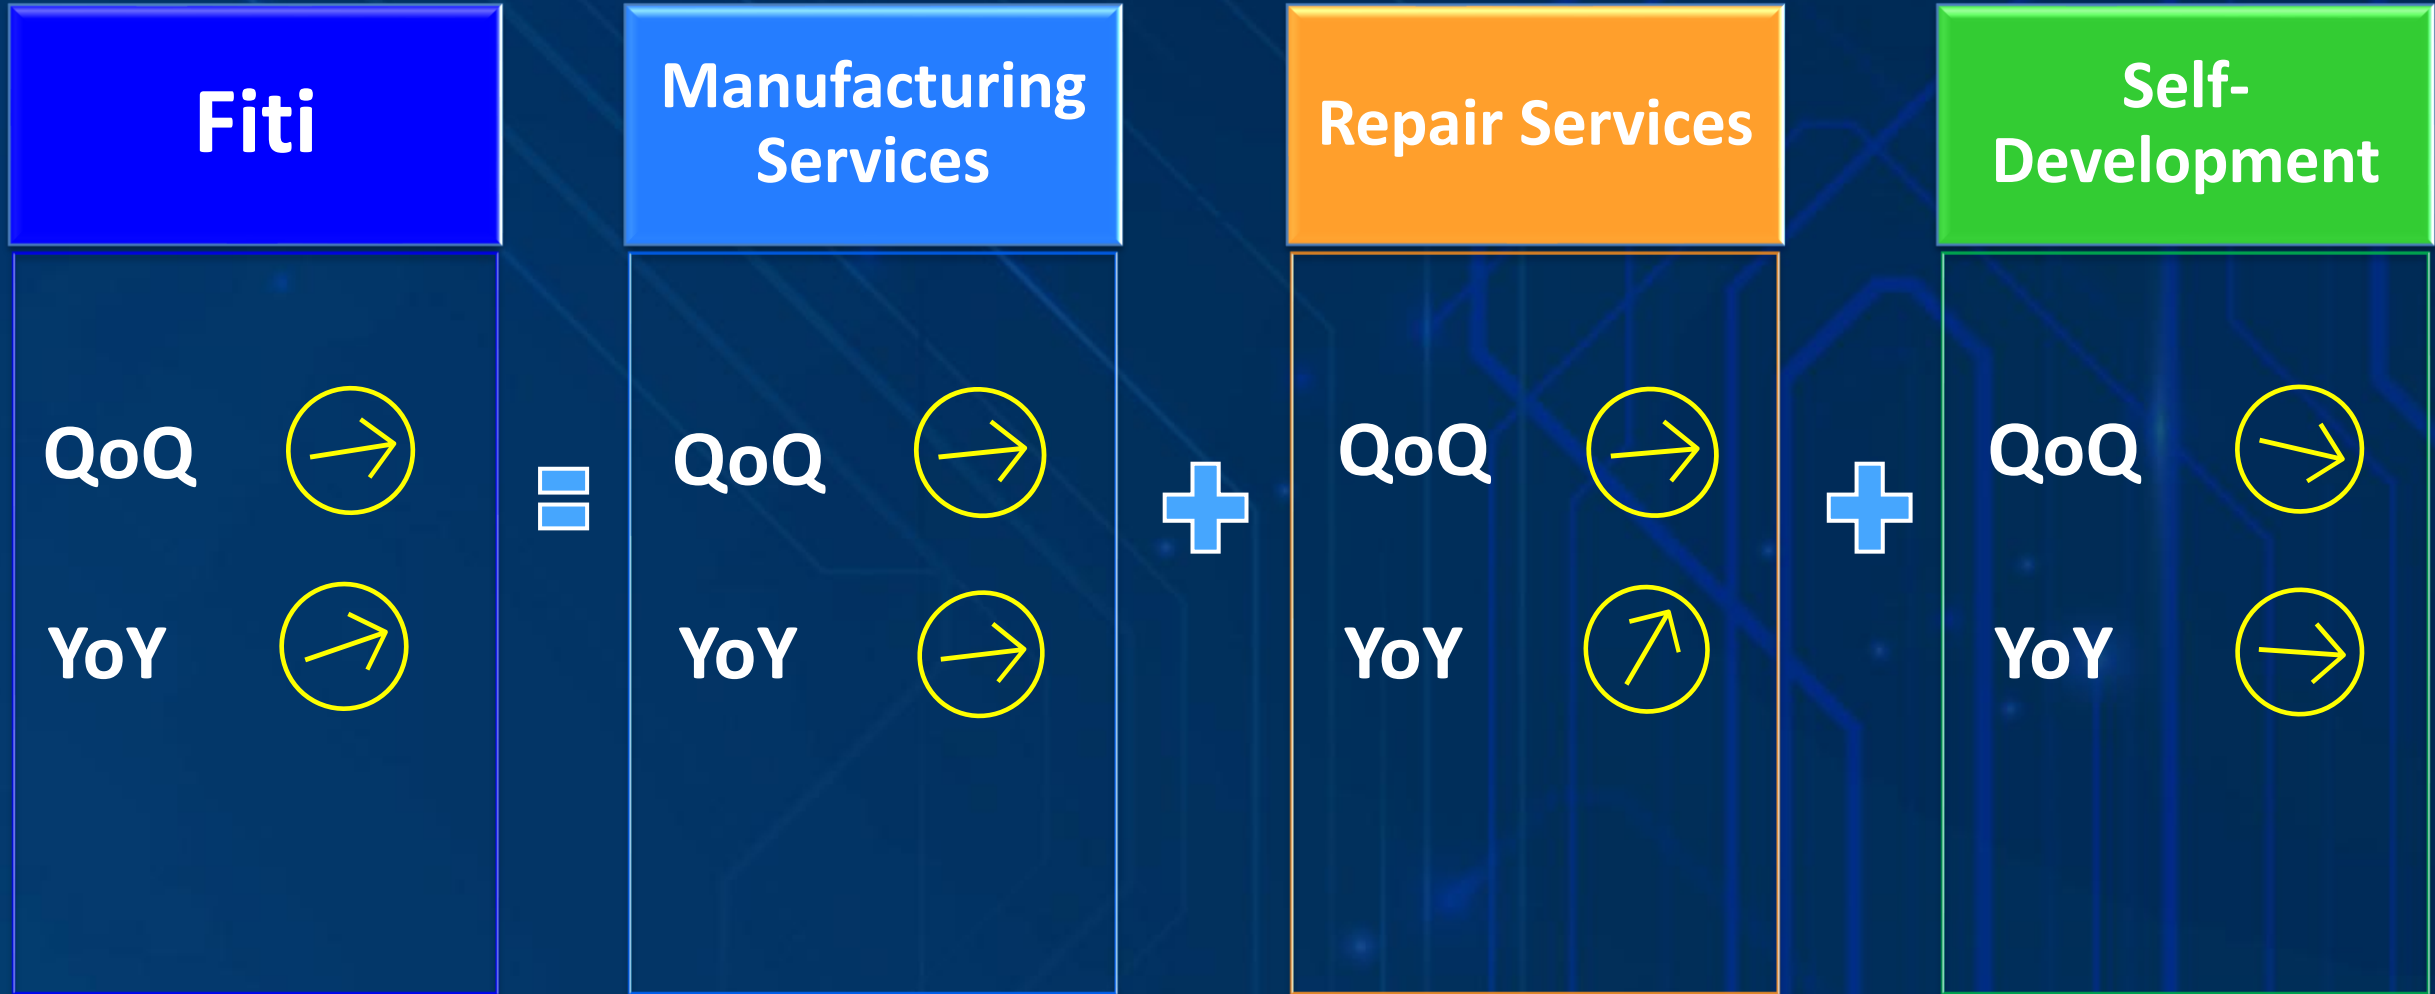 Fiti
QoQ
YoY
Manufacturing
Services
QoQ
YoY
Repair Services
QoQ
YoY
Self-
Development
QoQ
YoY